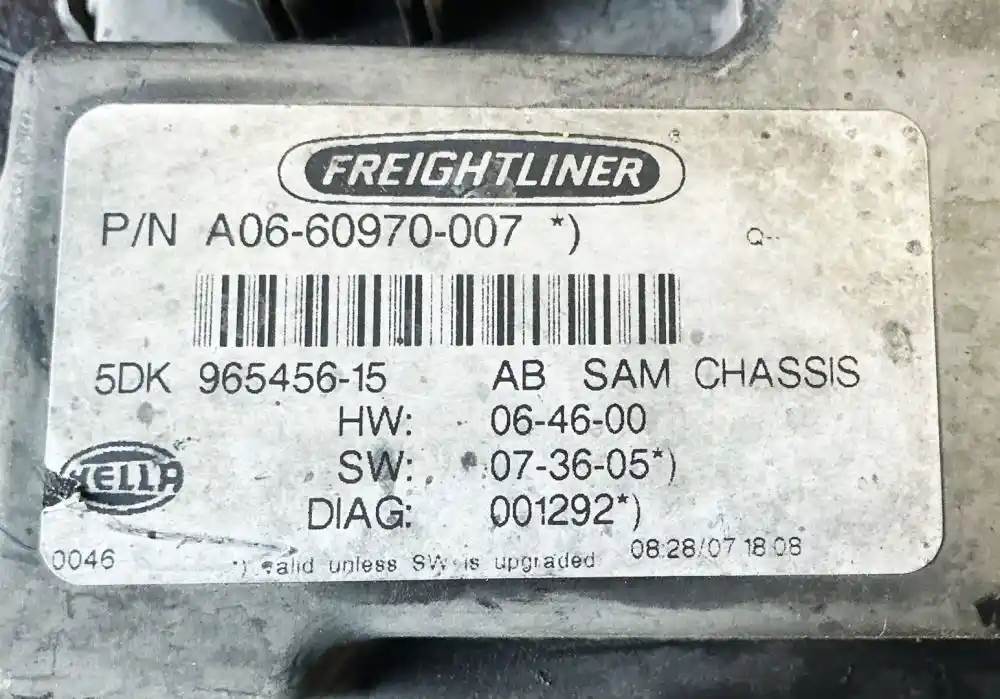 FREIGHTLINER
P/N A06-60970-007 *)
Q--
5DK 965456-15 AB SAM CHASSIS
HW: 06-46-00
SW: 07-36-05*)
DIAG: 001292*)
HELLA
0046
*) valid unless SW is upgraded
08/28/07 18:08